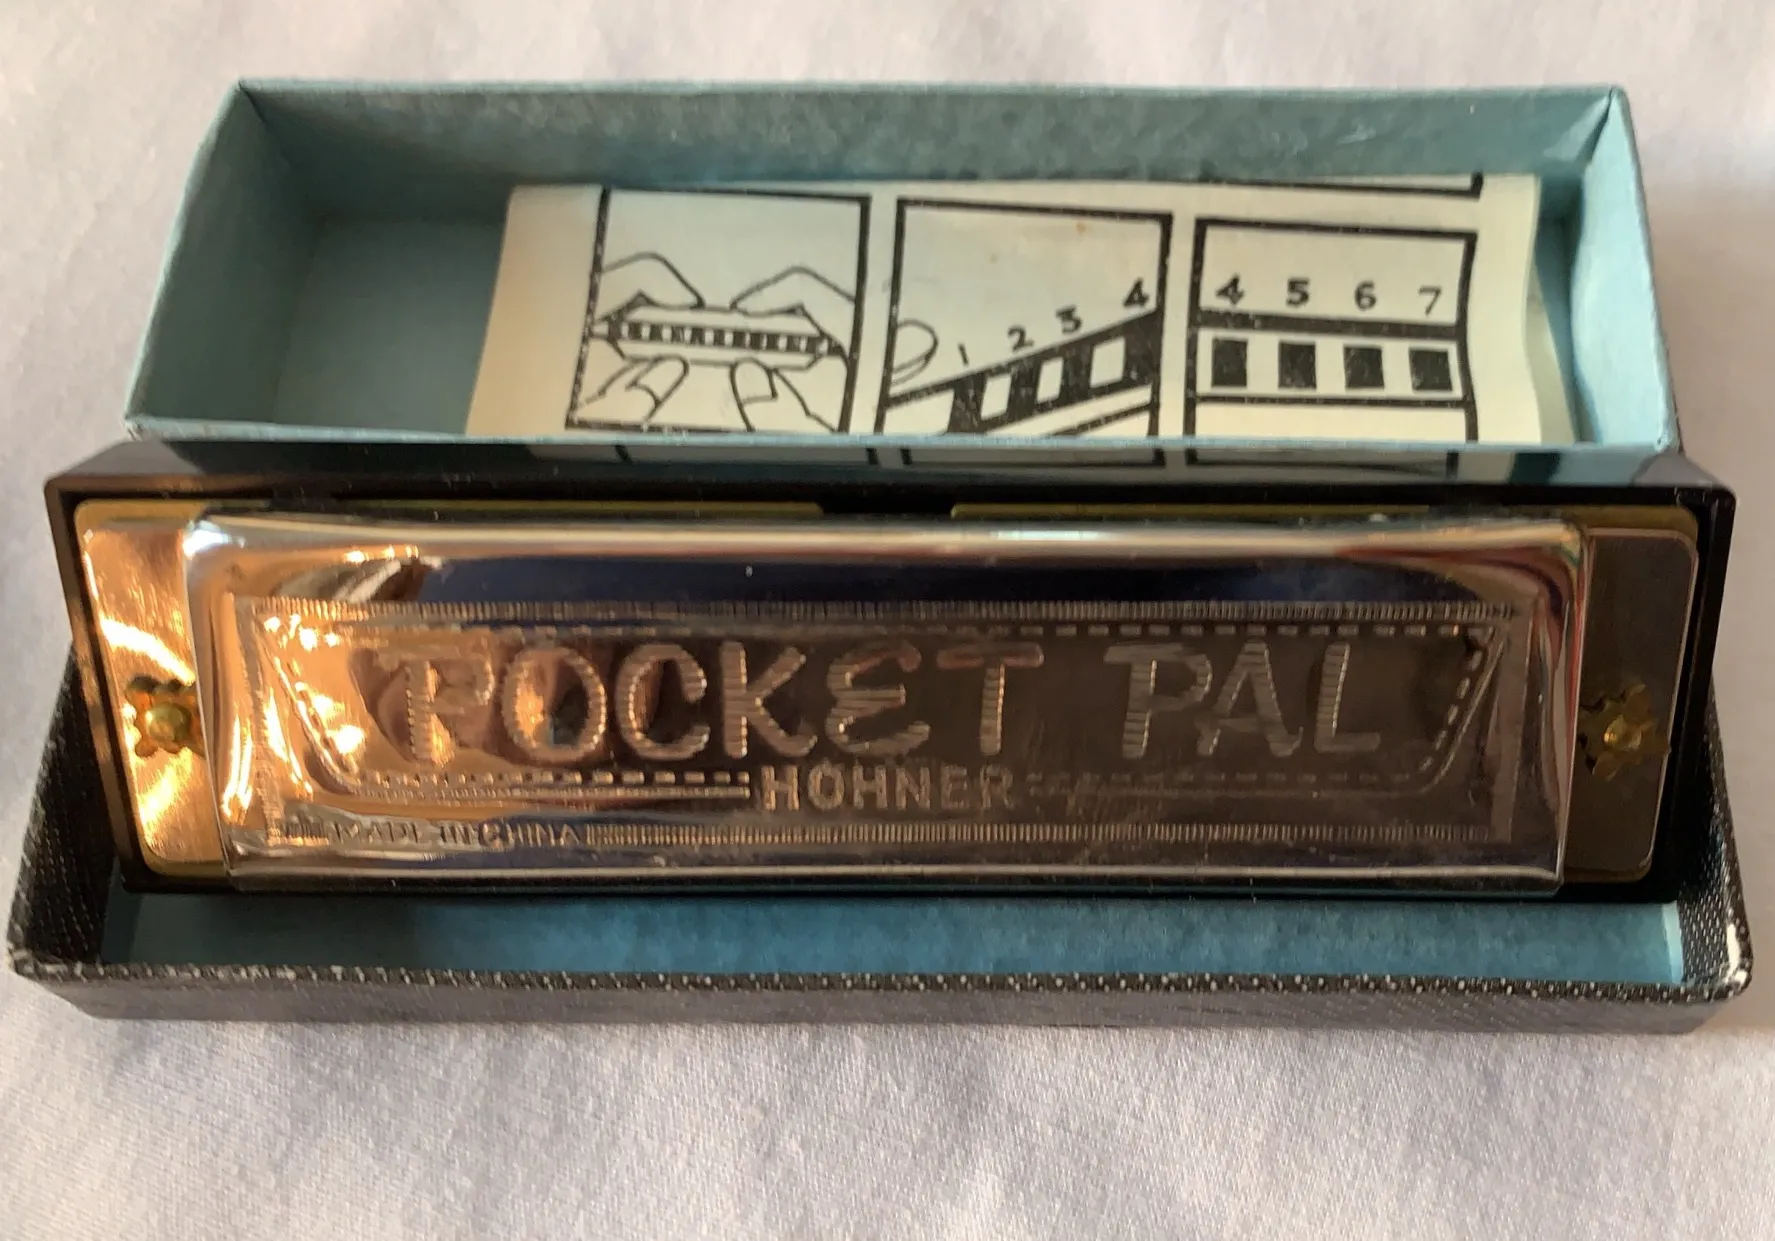 1 2 3 4
4 5 6 7
POCKET PAL
HOHNER
MADE IN CHINA